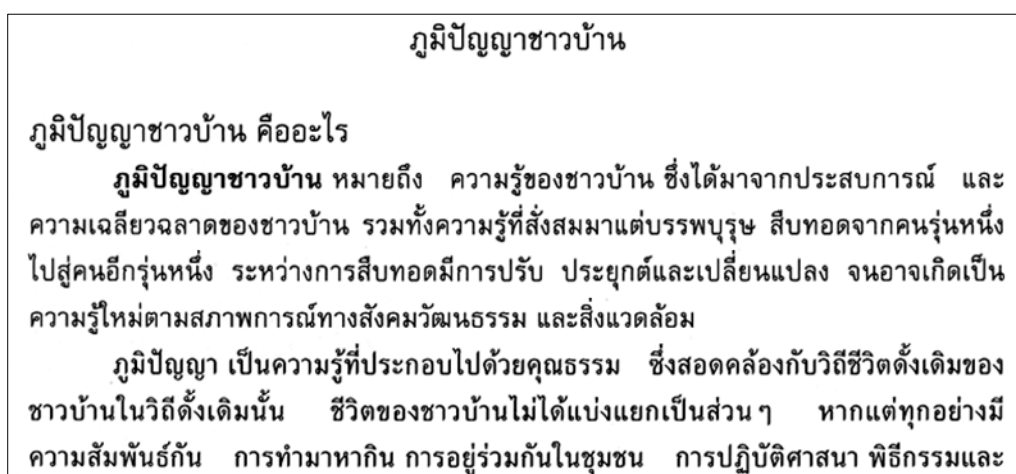 ภูมิปัญญาชาวบ้าน
ภูมิปัญญาชาวบ้าน คืออะไร
ภูมิปัญญาชาวบ้าน หมายถึง ความรู้ของชาวบ้าน ซึ่งได้มาจากประสบการณ์ และ
ความเฉลียวฉลาดของชาวบ้าน รวมทั้งความรู้ที่สั่งสมมาแต่บรรพบุรุษ สืบทอดจากคนรุ่นหนึ่ง
ไปสู่คนอีกรุ่นหนึ่ง ระหว่างการสืบทอดมีการปรับ ประยุกต์และเปลี่ยนแปลง จนอาจเกิดเป็น
ความรู้ใหม่ตามสภาพการณ์ทางสังคมวัฒนธรรม และสิ่งแวดล้อม
ภูมิปัญญา เป็นความรู้ที่ประกอบไปด้วยคุณธรรม ซึ่งสอดคล้องกับวิถีชีวิตดั้งเดิมของ
ชาวบ้านในวิถีดั้งเดิมนั้น ชีวิตของชาวบ้านไม่ได้แบ่งแยกเป็นส่วน ๆ หากแต่ทุกอย่างมี
ความสัมพันธ์กัน การทำมาหากิน การอยู่ร่วมกันในชุมชน การปฏิบัติศาสนา พิธีกรรมและ